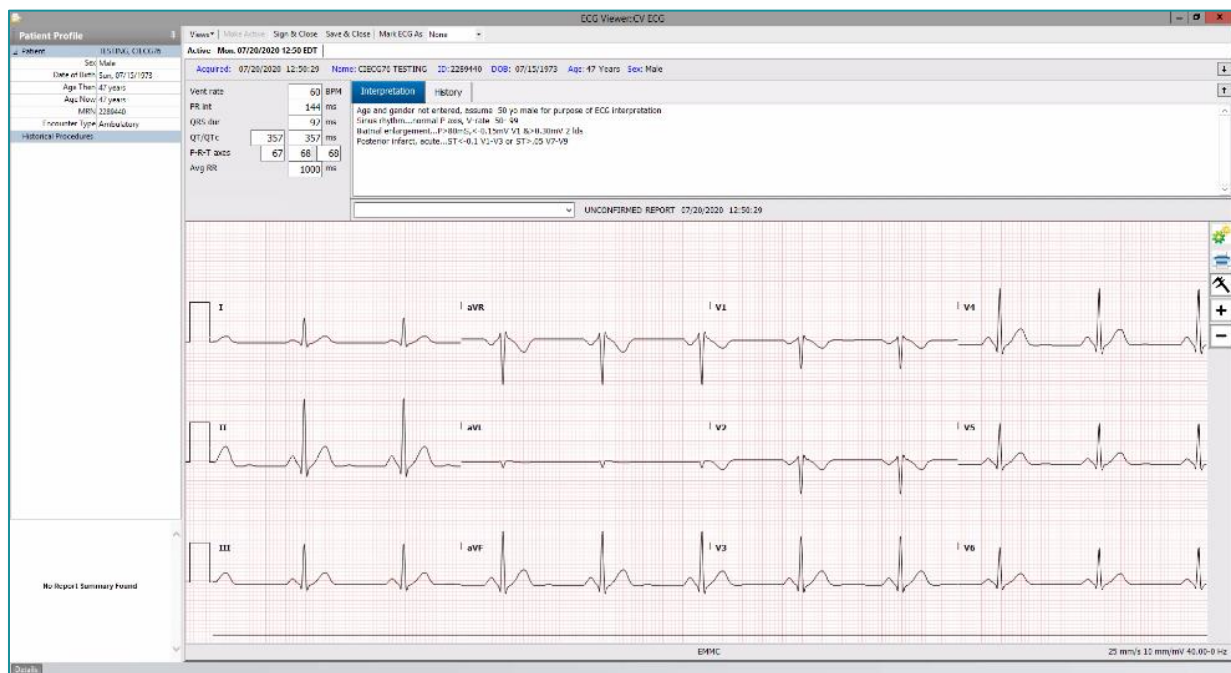 ECG Viewer:CV ECG
Patient Profile
Patient TESTING, CIECG76
Sex Male
Date of Birth Sun, 07/15/1973
Age Then 47 years
Age Now 47 years
MRN 2289440
Encounter Type Ambulatory
Historical Procedures
No Report Summary Found
Details
Views Make Active Sign & Close Save & Close Mark ECG As None
Active Mon, 07/20/2020 12:50 EDT
Acquired: 07/20/2020 12:50:29 Name: CIECG76 TESTING ID: 2289440 DOB: 07/15/1973 Age: 47 Years Sex: Male
Vent rate 60 BPM
PR int 144 ms
QRS dur 92 ms
QT/QTc 357 357 ms
P-R-T axes 67 68 68
Avg RR 1000 ms
Interpretation History
Age and gender not entered, assume 50 yo male for purpose of ECG interpretation
Sinus rhythm...normal P axis, V-rate 50- 99
Biatrial enlargement...P>80mS,<-0.15mV V1 &>0.30mV 2 lds
Posterior infarct, acute...ST<-0.1 V1-V3 or ST>.05 V7-V9
UNCONFIRMED REPORT 07/20/2020 12:50:29
I aVR V1 V4
II aVL V2 V5
III aVF V3 V6
EMMC
25 mm/s 10 mm/mV 40.00-0 Hz